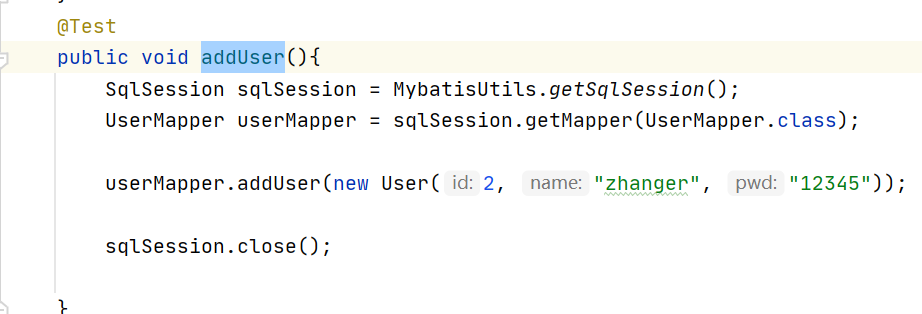 @Test
public void addUser(){
SqlSession sqlSession = MybatisUtils.getSqlSession();
UserMapper userMapper = sqlSession.getMapper(UserMapper.class);
userMapper.addUser(new User( id: 2, name: "zhanger", pwd: "12345"));
sqlSession.close();
}